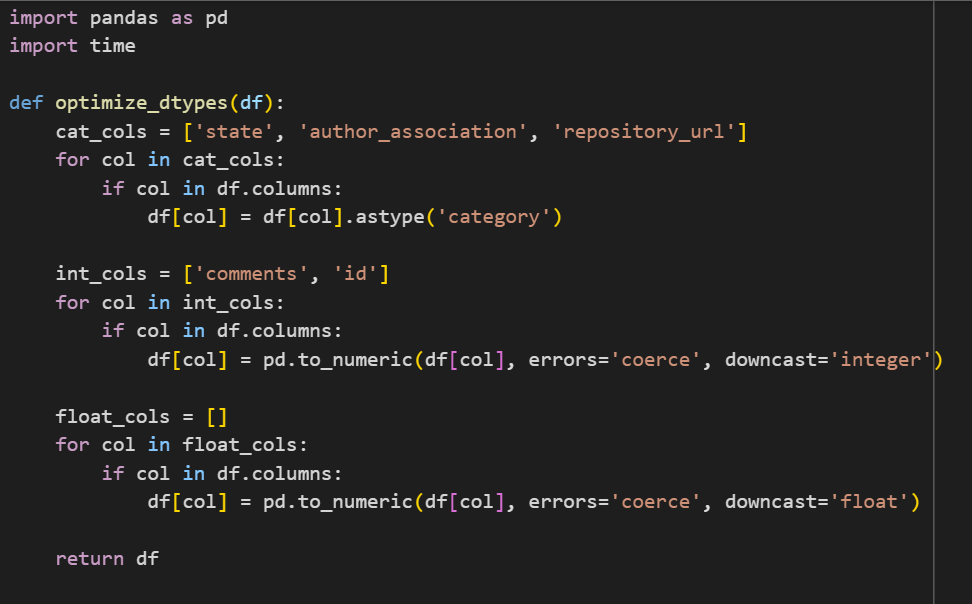 import pandas as pd
import time

def optimize_dtypes(df):
    cat_cols = ['state', 'author_association', 'repository_url']
    for col in cat_cols:
        if col in df.columns:
            df[col] = df[col].astype('category')

    int_cols = ['comments', 'id']
    for col in int_cols:
        if col in df.columns:
            df[col] = pd.to_numeric(df[col], errors='coerce', downcast='integer')

    float_cols = []
    for col in float_cols:
        if col in df.columns:
            df[col] = pd.to_numeric(df[col], errors='coerce', downcast='float')

    return df